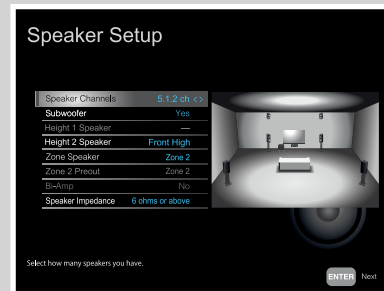 Speaker Setup
Speaker Channels 5.1.2 ch < >
Subwoofer Yes
Height 1 Speaker —
Height 2 Speaker Front High
Zone Speaker Zone 2
Zone 2 Preout Zone 2
Bi-Amp No
Speaker Impedance 6 ohms or above
Select how many speakers you have.
ENTER Next